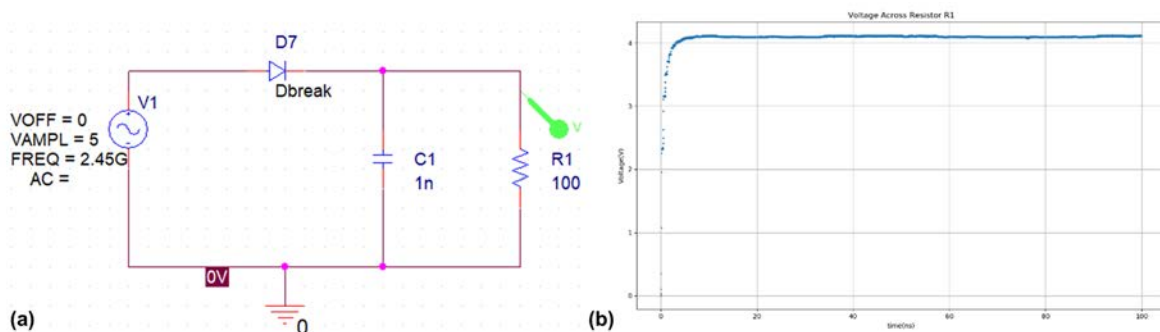 D7
Dbreak
V1
VOFF = 0
VAMPL = 5
FREQ = 2.45G
AC =
C1
1n
R1
100
V
0V
0
(a)
Voltage Across Resistor R1
Voltage(V)
4
3
2
1
0
0 20 40 60 80 100
time(ns)
(b)